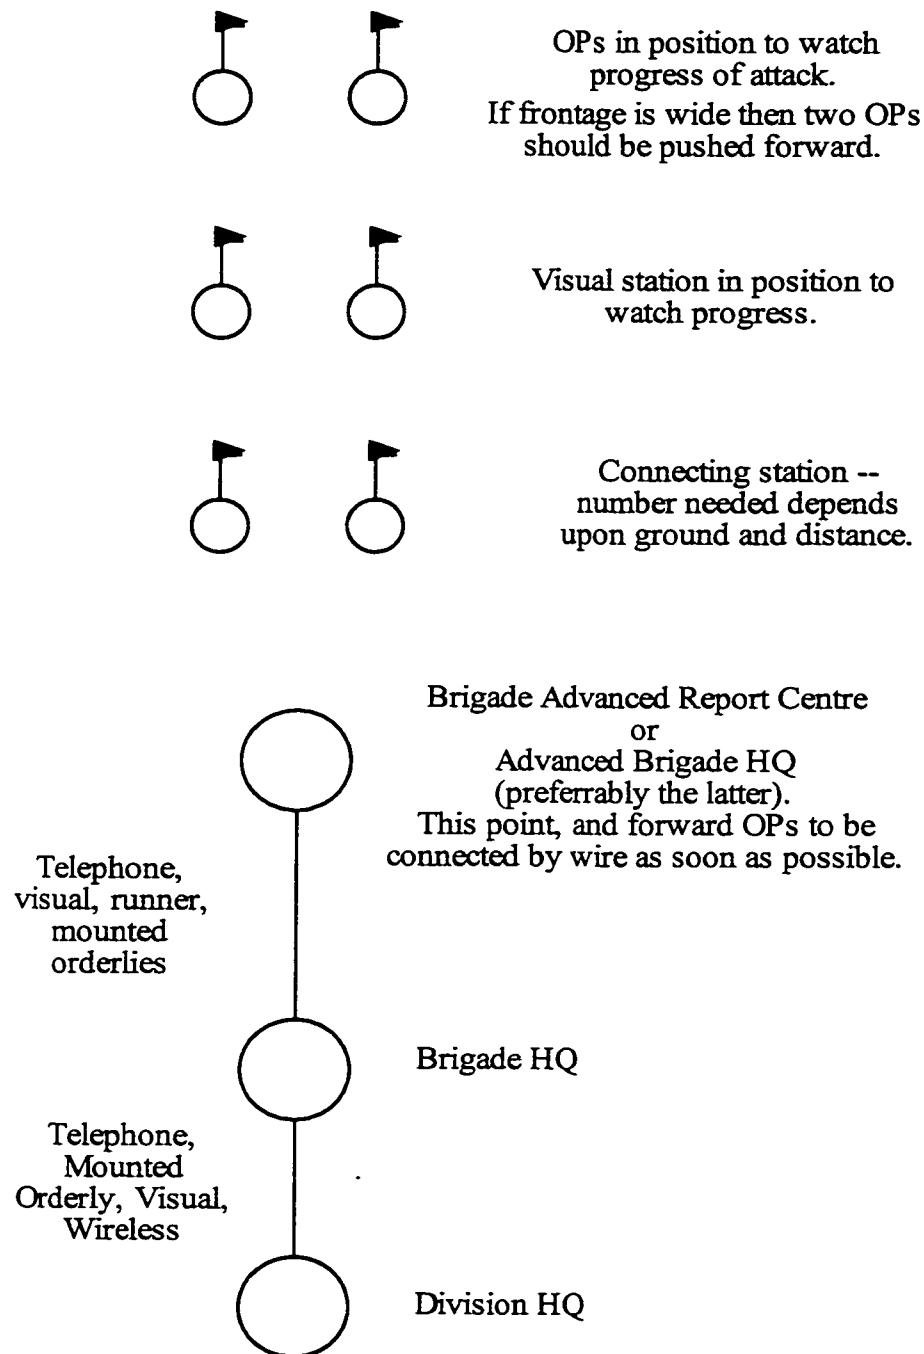 OPs in position to watch
progress of attack.
If frontage is wide then two OPs
should be pushed forward.
Visual station in position to
watch progress.
Connecting station --
number needed depends
upon ground and distance.
Brigade Advanced Report Centre
or
Advanced Brigade HQ
(preferrably the latter).
This point, and forward OPs to be
connected by wire as soon as possible.
Telephone,
visual, runner,
mounted
orderlies
Brigade HQ
Telephone,
Mounted
Orderly, Visual,
Wireless
Division HQ